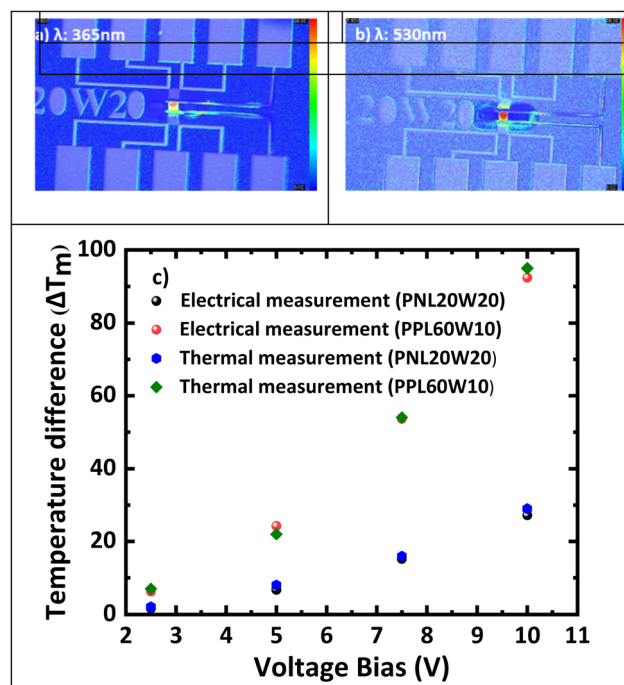 a) λ: 365nm
b) λ: 530nm
20W20
20W20
c)
Electrical measurement (PNL20W20)
Electrical measurement (PPL60W10)
Thermal measurement (PNL20W20)
Thermal measurement (PPL60W10)
Temperature difference (ΔTm)
100
80
60
40
20
0
2 3 4 5 6 7 8 9 10 11
Voltage Bias (V)